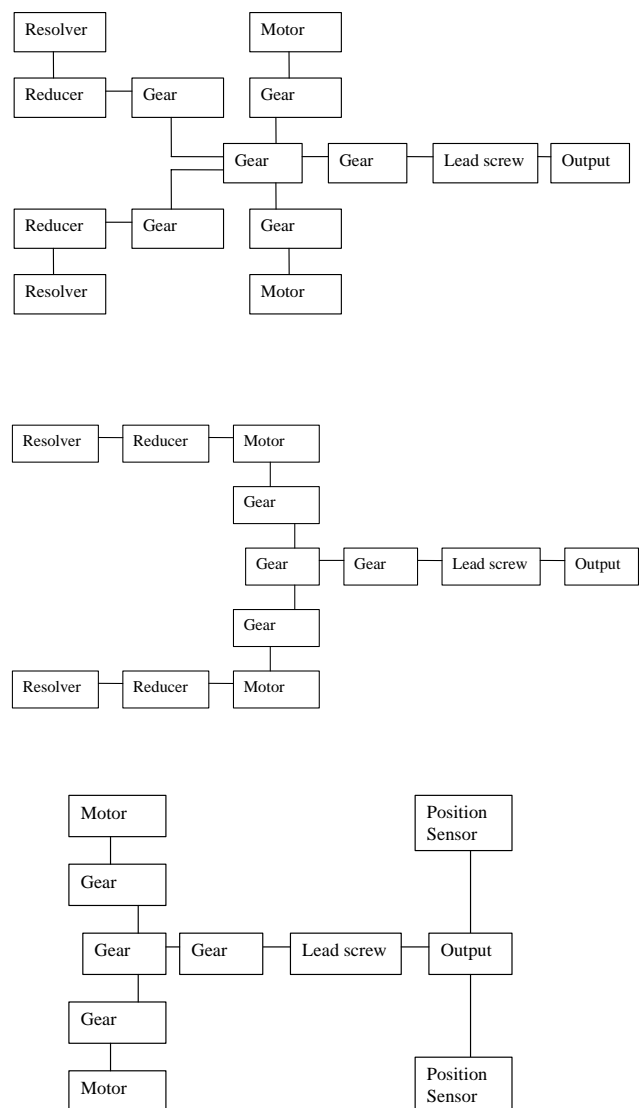 Resolver
Motor
Reducer
Gear
Gear
Gear
Gear
Lead screw
Output
Reducer
Gear
Gear
Resolver
Motor
Resolver
Reducer
Motor
Gear
Gear
Gear
Lead screw
Output
Gear
Resolver
Reducer
Motor
Motor
Position
Sensor
Gear
Gear
Gear
Lead screw
Output
Gear
Motor
Position
Sensor